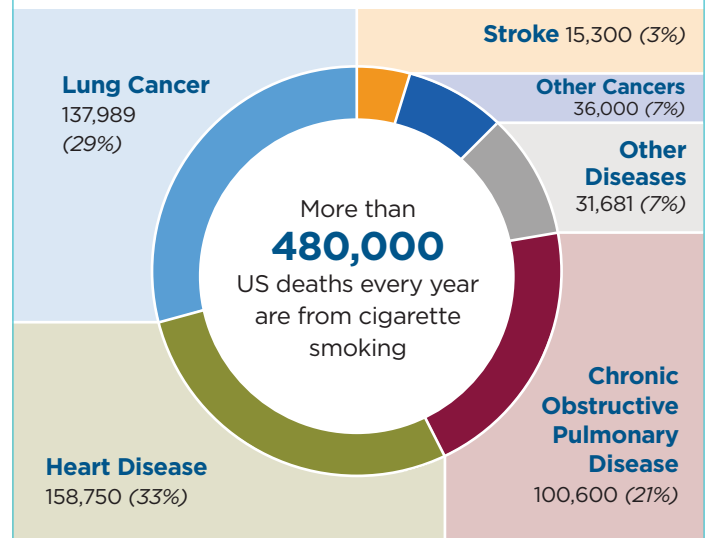 Stroke 15,300 (3%)
Lung Cancer
137,989
(29%)
Other Cancers
36,000 (7%)
Other
Diseases
31,681 (7%)
More than
480,000
US deaths every year
are from cigarette
smoking
Chronic
Obstructive
Pulmonary
Disease
100,600 (21%)
Heart Disease
158,750 (33%)